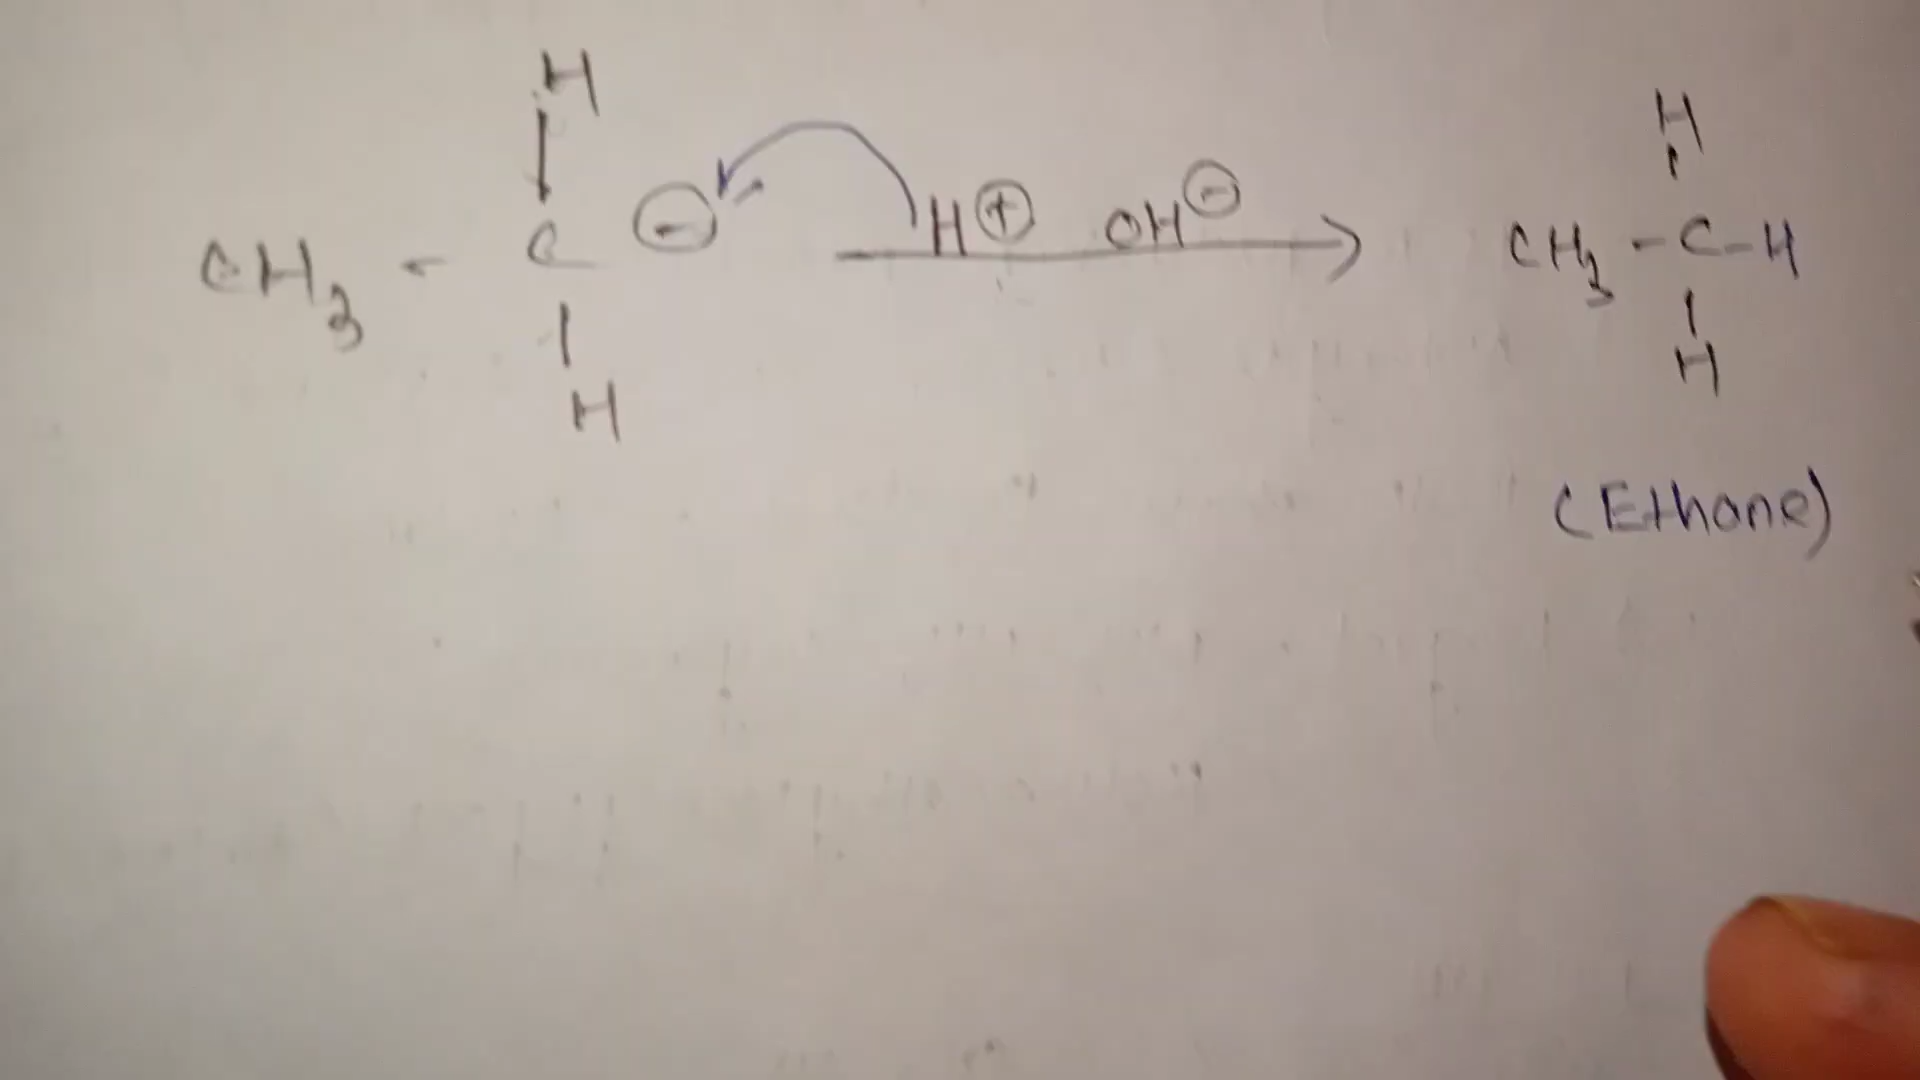 H
H
CH₃ - C ⊖ H⊕ OH⊖ → CH₃ - C - H
H
H
(Ethane)